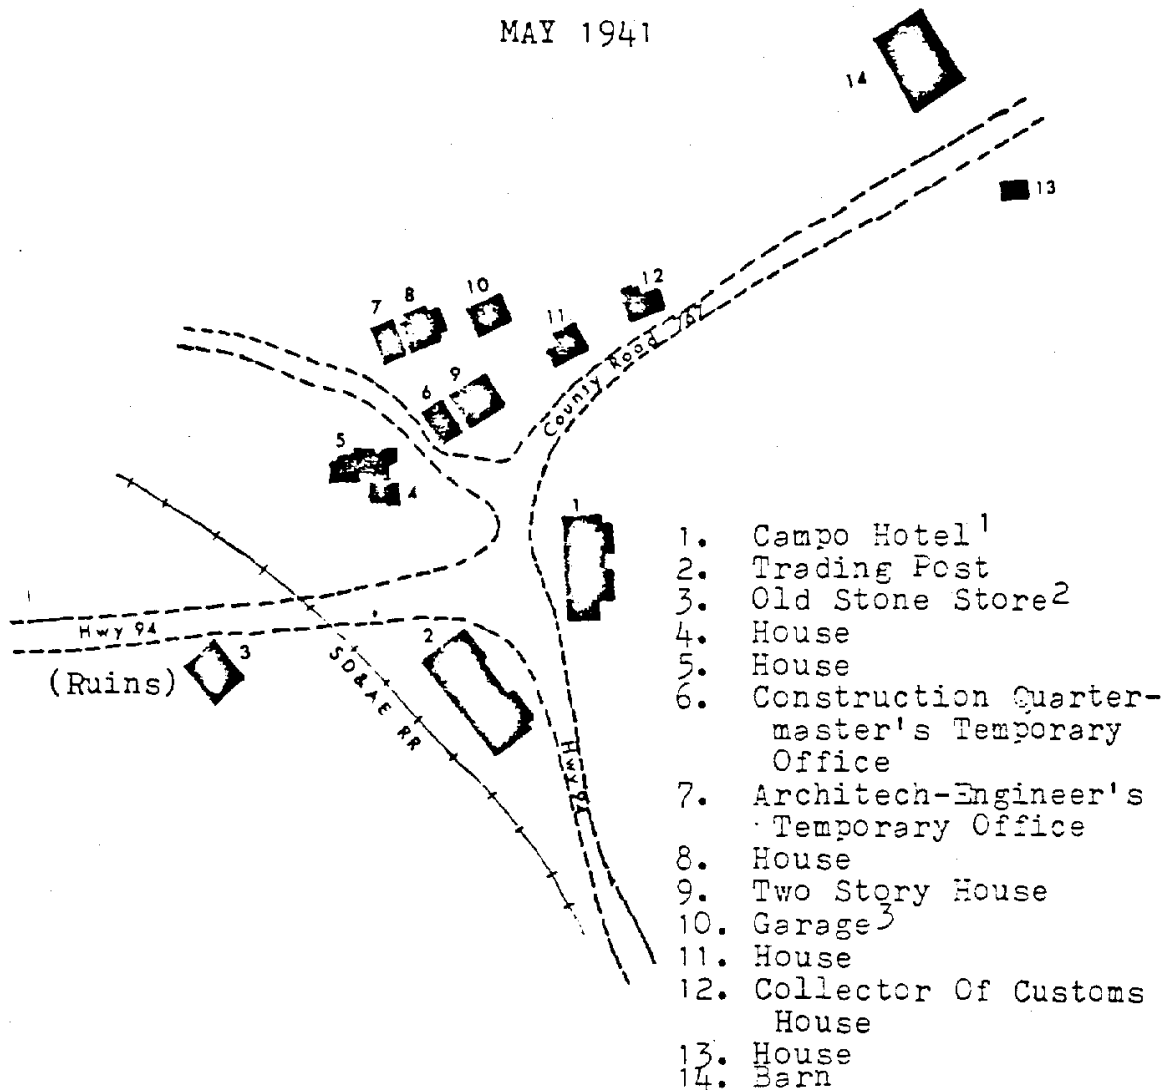 MAY 1941
14
13
12
10
8
7
11
9
6
County Road
5
4
1
Hwy 94
2
3
(Ruins)
SD&AE RR
Hwy 94
1. Campo Hotel1
2. Trading Post
3. Old Stone Store2
4. House
5. House
6. Construction Quarter-
master's Temporary
Office
7. Architech-Engineer's
Temporary Office
8. House
9. Two Story House
10. Garage3
11. House
12. Collector Of Customs
House
13. House
14. Barn